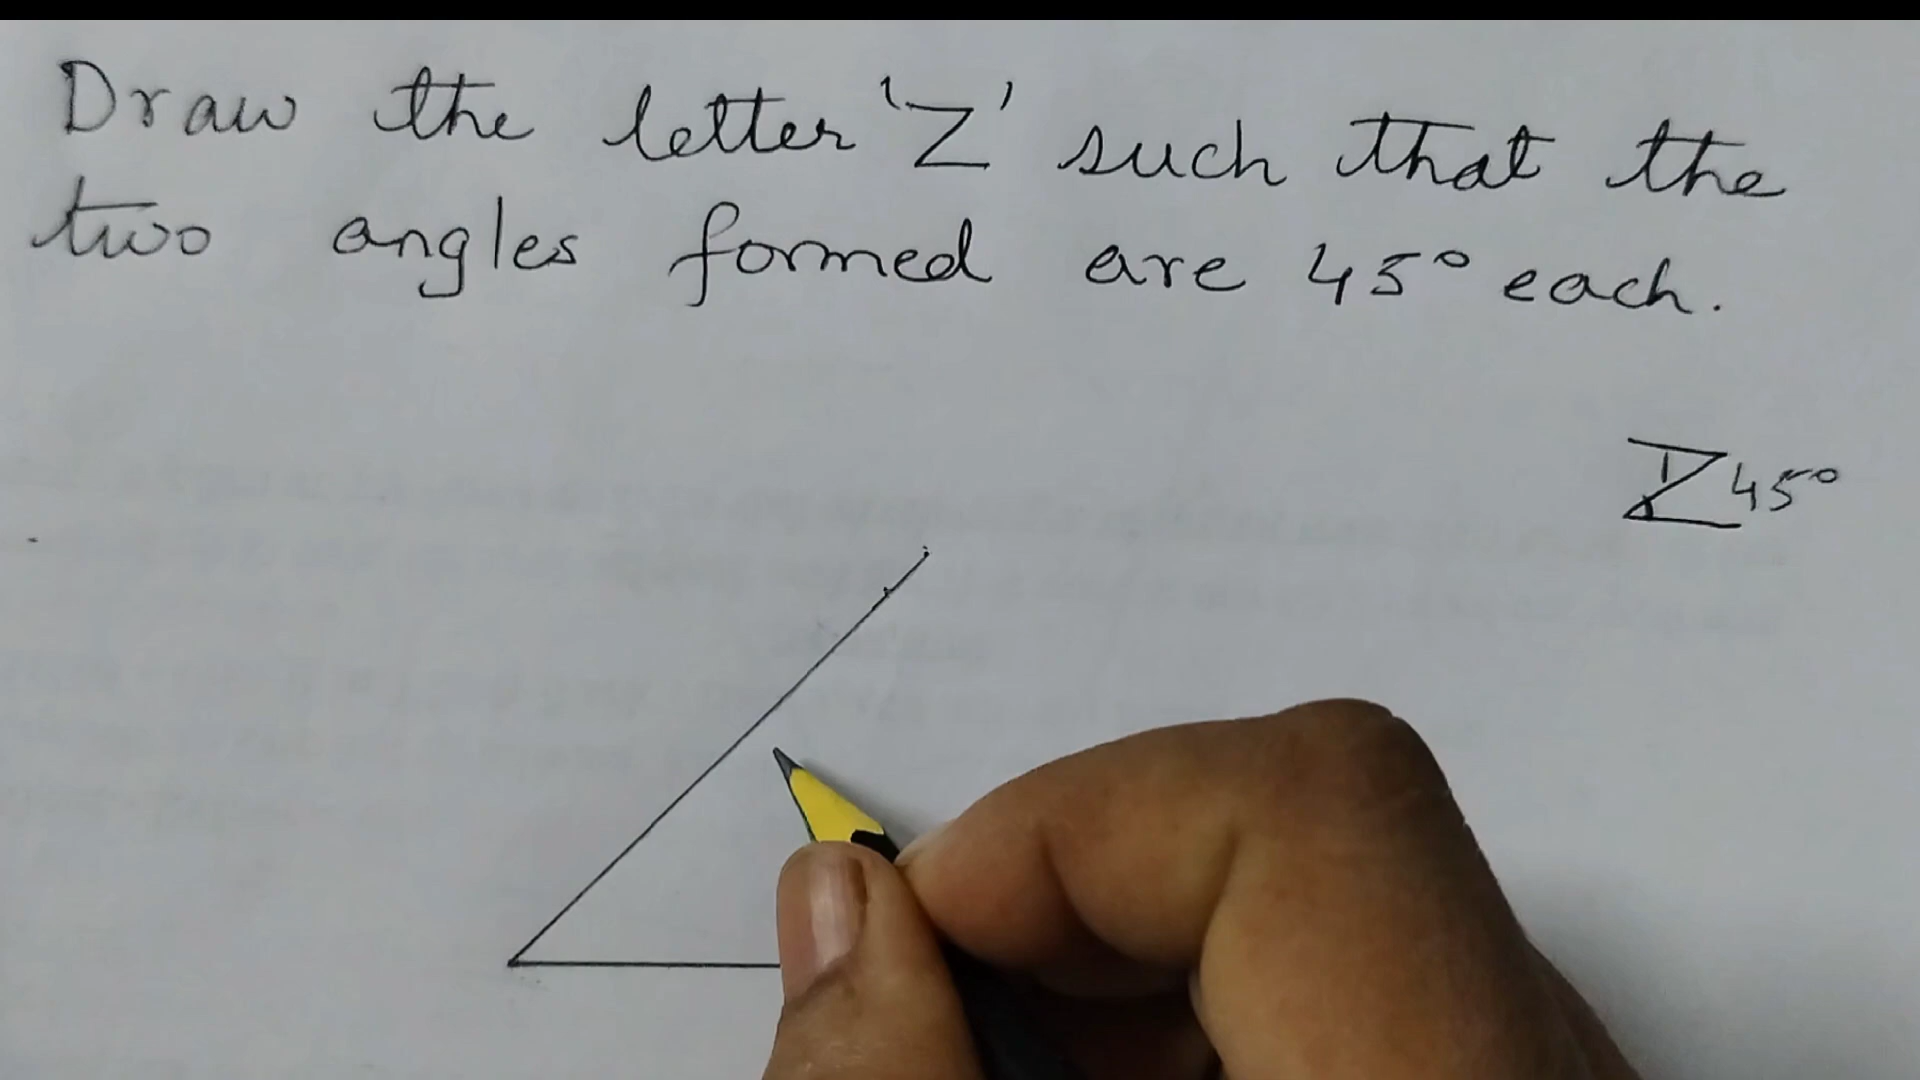 Draw the letter 'Z' such that the
two angles formed are 45° each.
Z 45°